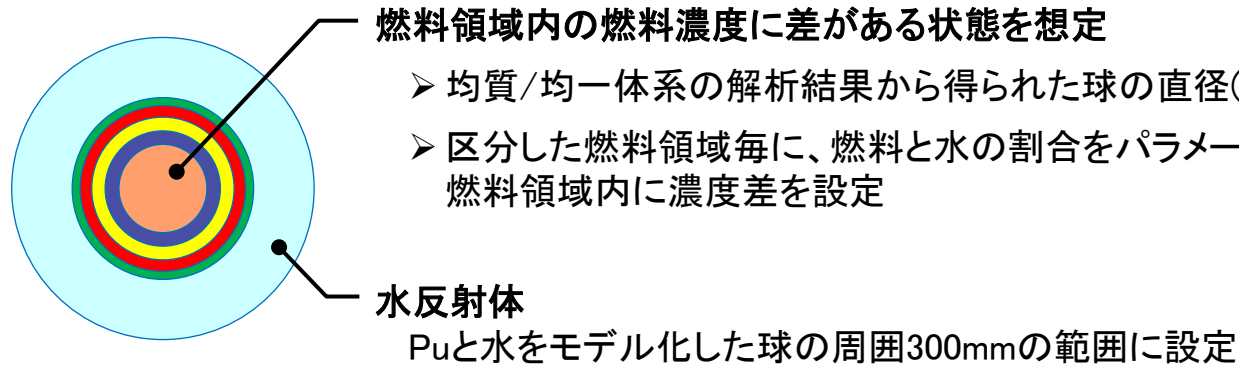 燃料領域内の燃料濃度に差がある状態を想定
➢ 均質/均一体系の解析結果から得られた球の直径(
➢ 区分した燃料領域毎に、燃料と水の割合をパラメー
燃料領域内に濃度差を設定
水反射体
Puと水をモデル化した球の周囲300mmの範囲に設定